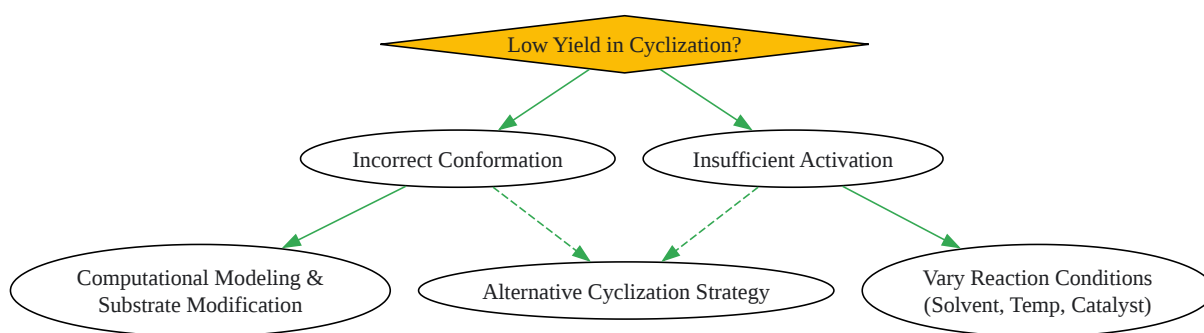 Low Yield in Cyclization?
Incorrect Conformation
Insufficient Activation
Computational Modeling &
Substrate Modification
Alternative Cyclization Strategy
Vary Reaction Conditions
(Solvent, Temp, Catalyst)